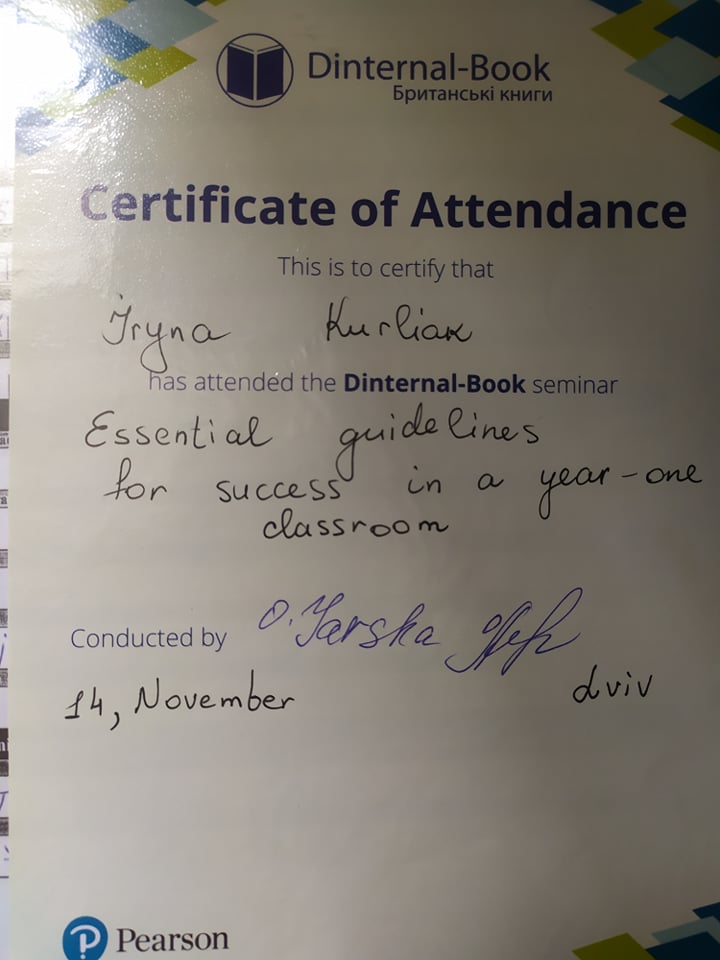 Dinternal-Book
Британські книги
Certificate of Attendance
This is to certify that
Iryna Kurliak
has attended the Dinternal-Book seminar
Essential guidelines
for success in a year-one
classroom
Conducted by O. Yarska
14, November Lviv
Pearson